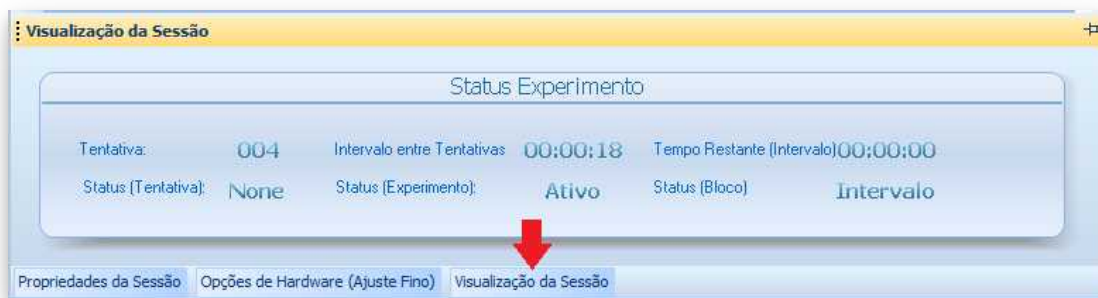 Visualização da Sessão
Status Experimento
Tentativa: 004 Intervalo entre Tentativas 00:00:18 Tempo Restante (Intervalo) 00:00:00
Status (Tentativa): None Status (Experimento): Ativo Status (Bloco) Intervalo
Propriedades da Sessão Opções de Hardware (Ajuste Fino) Visualização da Sessão